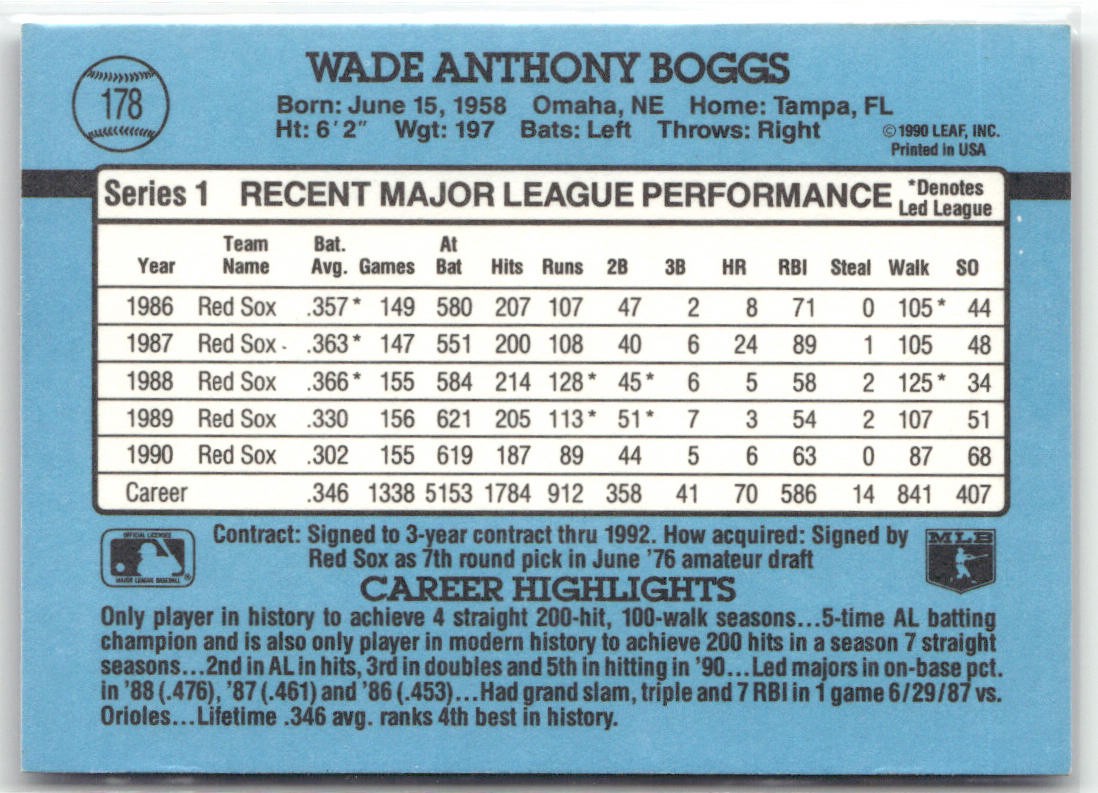 178
WADE ANTHONY BOGGS
Born: June 15, 1958 Omaha, NE Home: Tampa, FL
Ht: 6'2" Wgt: 197 Bats: Left Throws: Right
©1990 LEAF, INC.
Printed in USA
Series 1 RECENT MAJOR LEAGUE PERFORMANCE *Denotes Led League
Year Team Name Bat. Avg. Games At Bat Hits Runs 2B 3B HR RBI Steal Walk SO
1986 Red Sox .357* 149 580 207 107 47 2 8 71 0 105* 44
1987 Red Sox .363* 147 551 200 108 40 6 24 89 1 105 48
1988 Red Sox .366* 155 584 214 128* 45* 6 5 58 2 125* 34
1989 Red Sox .330 156 621 205 113* 51* 7 3 54 2 107 51
1990 Red Sox .302 155 619 187 89 44 5 6 63 0 87 68
Career .346 1338 5153 1784 912 358 41 70 586 14 841 407
OFFICIAL LICENSEE
MAJOR LEAGUE BASEBALL ®
Contract: Signed to 3-year contract thru 1992. How acquired: Signed by
Red Sox as 7th round pick in June '76 amateur draft
MLB
CAREER HIGHLIGHTS
Only player in history to achieve 4 straight 200-hit, 100-walk seasons...5-time AL batting
champion and is also only player in modern history to achieve 200 hits in a season 7 straight
seasons...2nd in AL in hits, 3rd in doubles and 5th in hitting in '90...Led majors in on-base pct.
in '88 (.476), '87 (.461) and '86 (.453)...Had grand slam, triple and 7 RBI in 1 game 6/29/87 vs.
Orioles...Lifetime .346 avg. ranks 4th best in history.